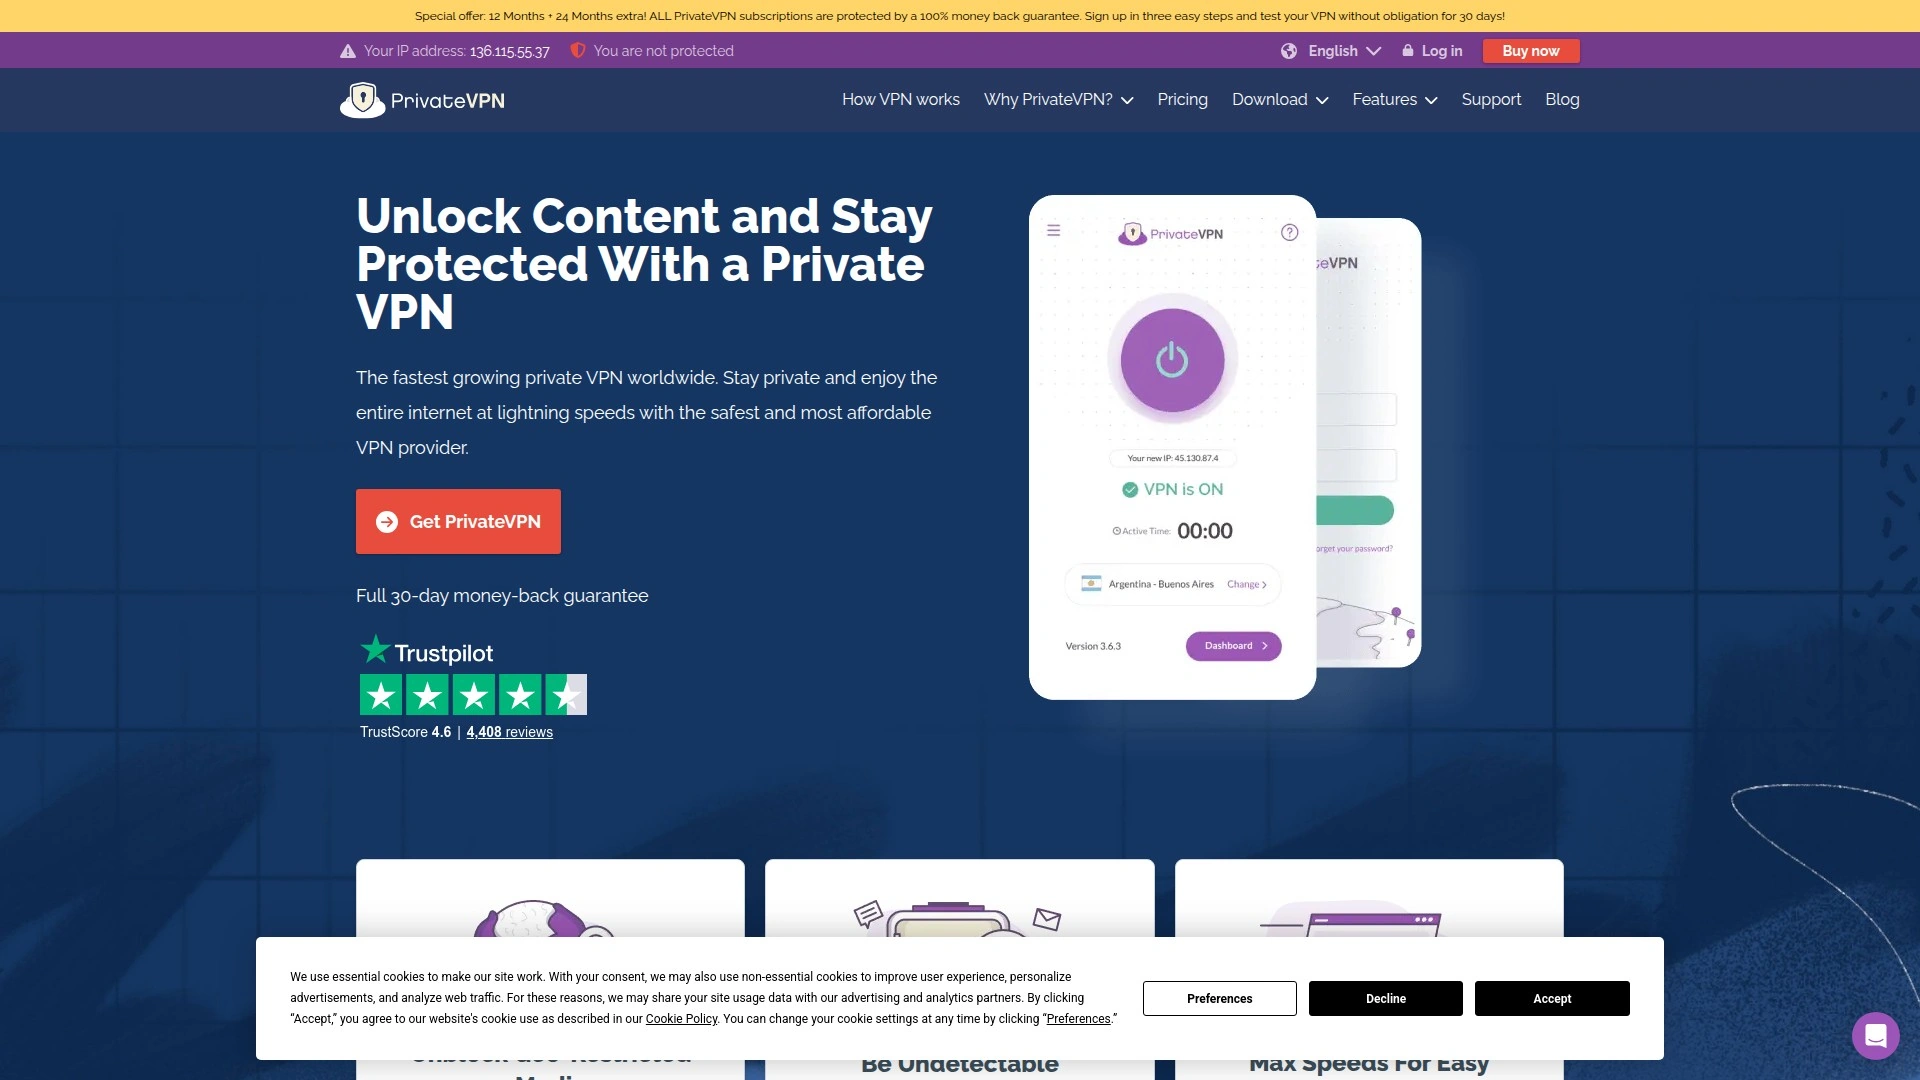 Special offer: 12 Months + 24 Months extra! ALL PrivateVPN subscriptions are protected by a 100% money back guarantee. Sign up in three easy steps and test your VPN without obligation for 30 days!
Your IP address: 136.115.55.37 You are not protected English Log in Buy now
PrivateVPN How VPN works Why PrivateVPN? Pricing Download Features Support Blog
Unlock Content and Stay
Protected With a Private
VPN
The fastest growing private VPN worldwide. Stay private and enjoy the
entire internet at lightning speeds with the safest and most affordable
VPN provider.
Get PrivateVPN
Full 30-day money-back guarantee
Trustpilot
TrustScore 4.6 | 4,408 reviews
PrivateVPN
Your new IP: 45.130.87.4
VPN is ON
Active Time: 00:00
Argentina - Buenos Aires Change
Version 3.6.3 Dashboard
teVPN
orget your password?
We use essential cookies to make our site work. With your consent, we may also use non-essential cookies to improve user experience, personalize
advertisements, and analyze web traffic. For these reasons, we may share your site usage data with our advertising and analytics partners. By clicking
“Accept,” you agree to our website's cookie use as described in our Cookie Policy. You can change your cookie settings at any time by clicking “Preferences.”
Preferences Decline Accept
Be Undetectable
Max Speeds For Easy